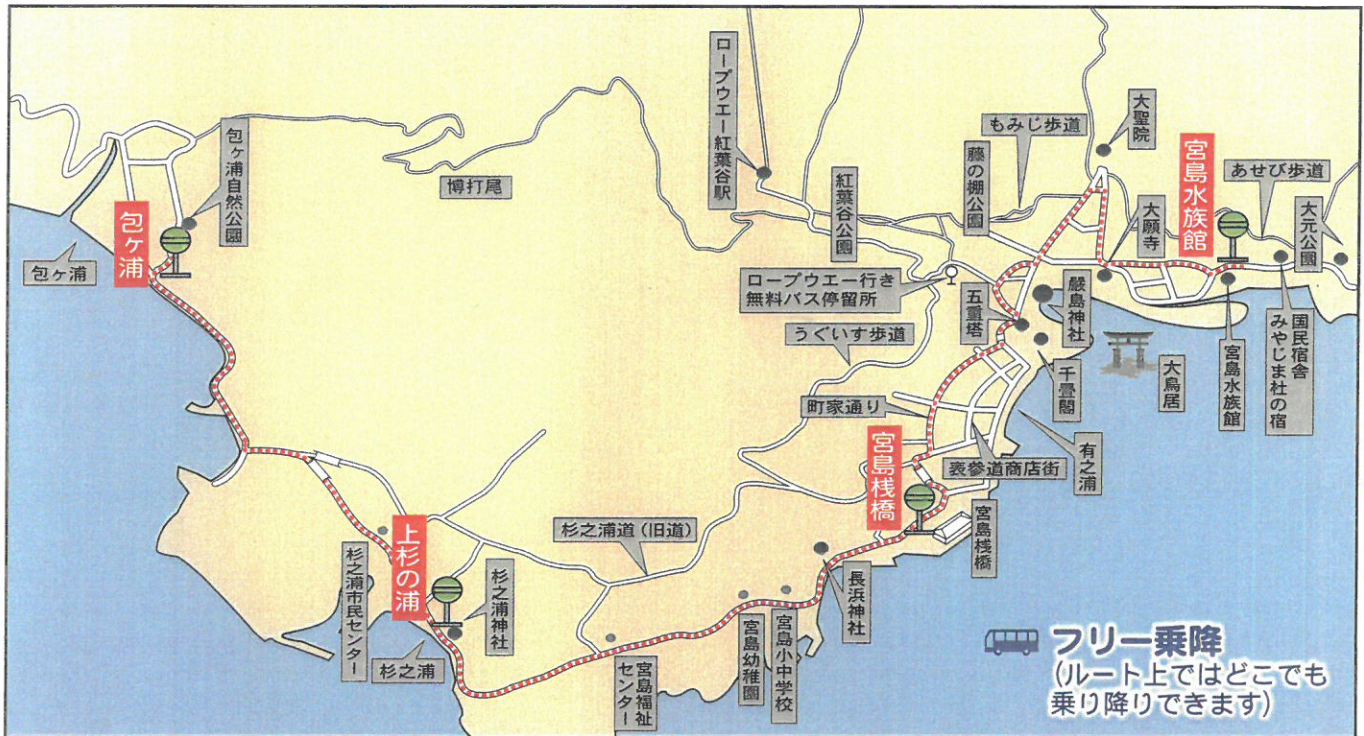 包ヶ浦自然公園
包ヶ浦
包ヶ浦
博打尾
ロープウエー紅葉谷駅
紅葉谷公園
藤の棚公園
もみじ歩道
大聖院
大願寺
宮島水族館
あせび歩道
大元公園
ロープウエー行き
無料バス停留所
うぐいす歩道
五重塔
嚴島神社
千畳閣
大鳥居
宮島水族館
国民宿舎
みやじま杜の宿
町家通り
表参道商店街
有之浦
宮島桟橋
宮島桟橋
長浜神社
宮島小中学校
宮島幼稚園
宮島福祉
センター
杉之浦道(旧道)
上杉の浦
杉之浦神社
杉之浦
杉之浦市民センター
フリー乗降
(ルート上ではどこでも
乗り降りできます)